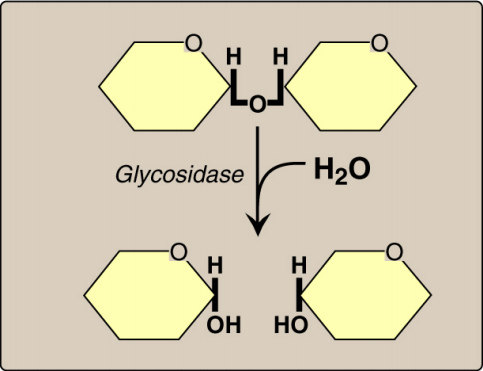 O O
H H
O
Glycosidase H₂O
O O
H H
OH HO